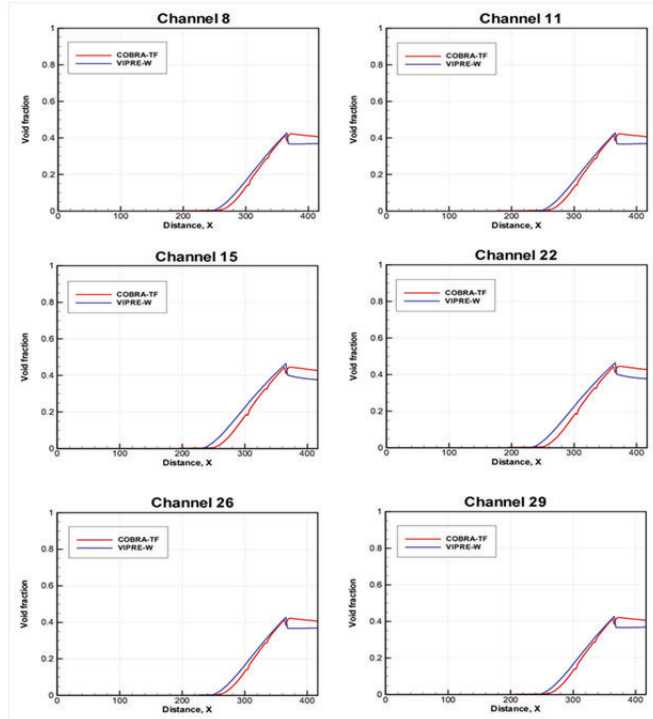 Channel 8
1
0.8
0.6
0.4
0.2
0
Void fraction
COBRA-TF
VIPRE-W
0 100 200 300 400
Distance, X
Channel 11
1
0.8
0.6
0.4
0.2
0
Void fraction
COBRA-TF
VIPRE-W
0 100 200 300 400
Distance, X
Channel 15
1
0.8
0.6
0.4
0.2
0
Void fraction
COBRA-TF
VIPRE-W
0 100 200 300 400
Distance, X
Channel 22
1
0.8
0.6
0.4
0.2
0
Void fraction
COBRA-TF
VIPRE-W
0 100 200 300 400
Distance, X
Channel 26
1
0.8
0.6
0.4
0.2
0
Void fraction
COBRA-TF
VIPRE-W
0 100 200 300 400
Distance, X
Channel 29
1
0.8
0.6
0.4
0.2
0
Void fraction
COBRA-TF
VIPRE-W
0 100 200 300 400
Distance, X